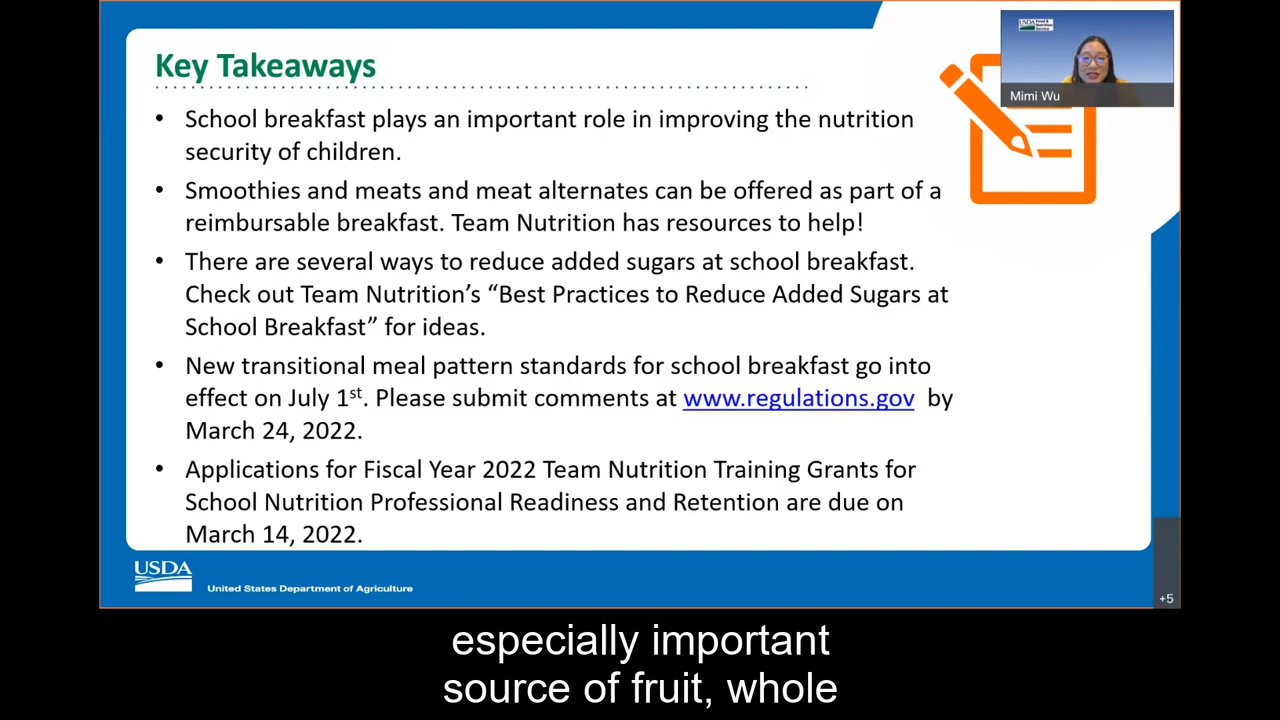 Key Takeaways
USDA Food & Nutrition Service
Mimi Wu
• School breakfast plays an important role in improving the nutrition
security of children.
• Smoothies and meats and meat alternates can be offered as part of a
reimbursable breakfast. Team Nutrition has resources to help!
• There are several ways to reduce added sugars at school breakfast.
Check out Team Nutrition’s “Best Practices to Reduce Added Sugars at
School Breakfast” for ideas.
• New transitional meal pattern standards for school breakfast go into
effect on July 1st. Please submit comments at www.regulations.gov by
March 24, 2022.
• Applications for Fiscal Year 2022 Team Nutrition Training Grants for
School Nutrition Professional Readiness and Retention are due on
March 14, 2022.
USDA
United States Department of Agriculture
+5
especially important
source of fruit, whole